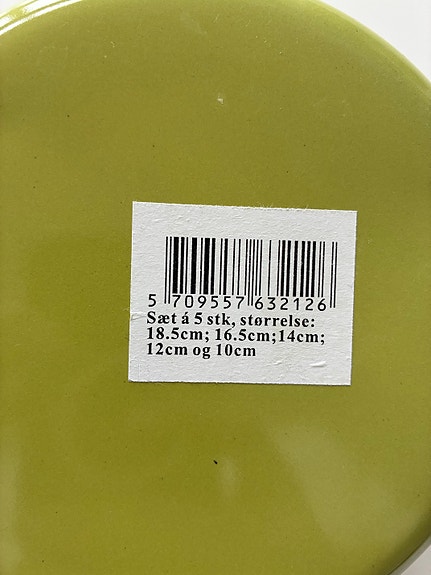 5 709557 632126
Sæt á 5 stk, størrelse:
18.5cm; 16.5cm;14cm;
12cm og 10cm